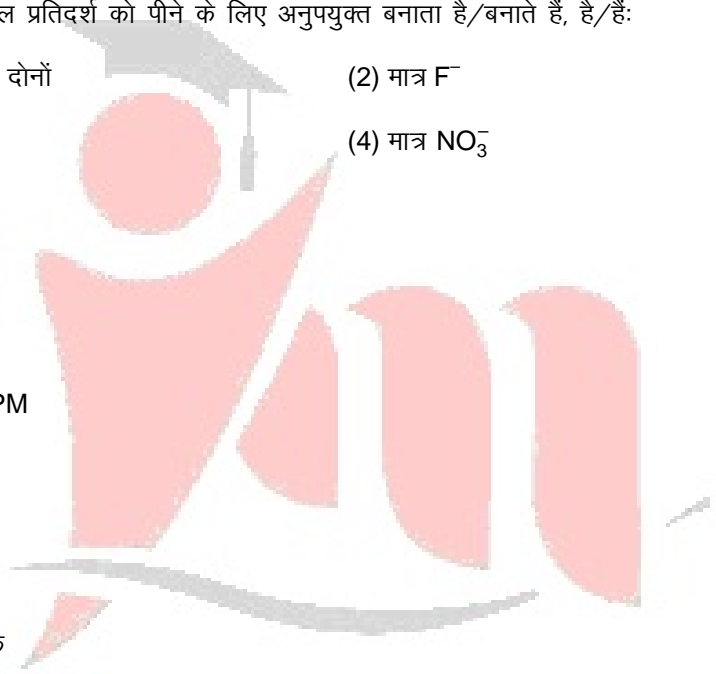 प्रतिदर्श को पीने के लिए अनुपयुक्त बनाता है/बनाते हैं, है/हैंः
दोनों (2) मात्र F⁻
(4) मात्र NO₃⁻
PM